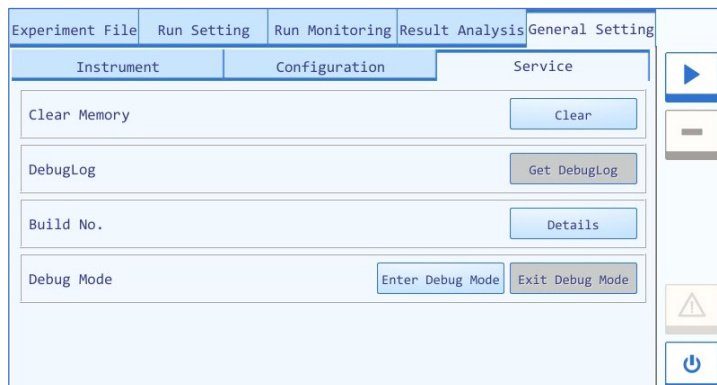 Experiment File Run Setting Run Monitoring Result Analysis General Setting
Instrument Configuration Service
Clear Memory Clear
DebugLog Get DebugLog
Build No. Details
Debug Mode Enter Debug Mode Exit Debug Mode